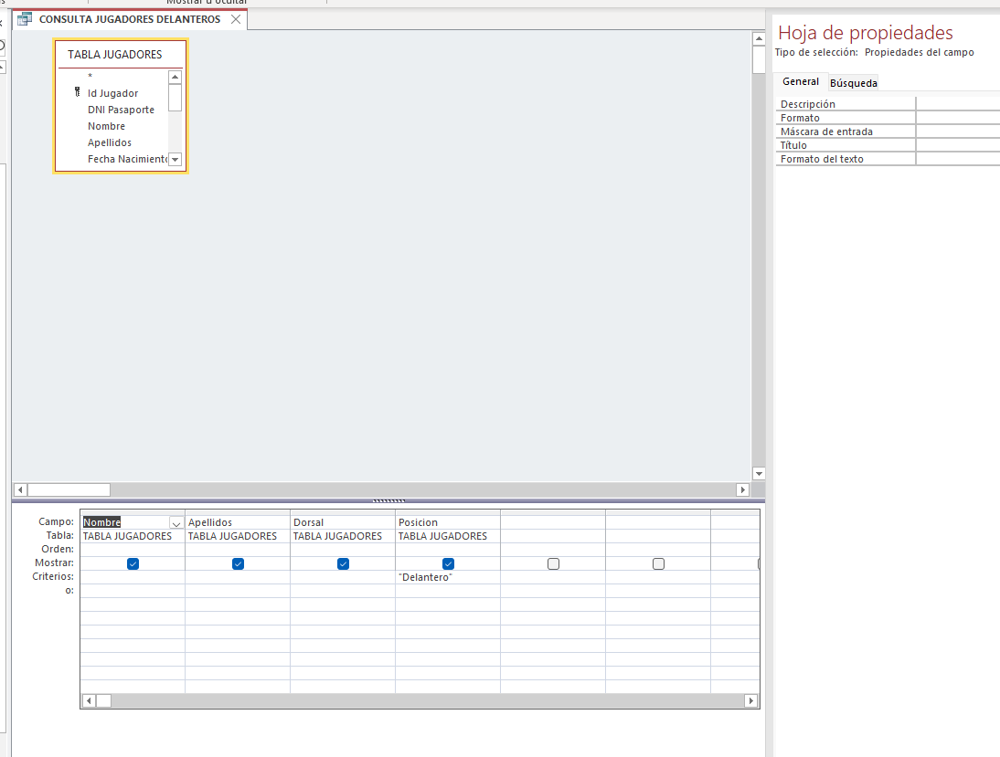 Mostrar u ocultar
CONSULTA JUGADORES DELANTEROS
TABLA JUGADORES
*
Id Jugador
DNI Pasaporte
Nombre
Apellidos
Fecha Nacimiento
Hoja de propiedades
Tipo de selección: Propiedades del campo
General Búsqueda
Descripción
Formato
Máscara de entrada
Título
Formato del texto
Campo: Nombre Apellidos Dorsal Posicion
Tabla: TABLA JUGADORES TABLA JUGADORES TABLA JUGADORES TABLA JUGADORES
Orden:
Mostrar:
Criterios: "Delantero"
o: